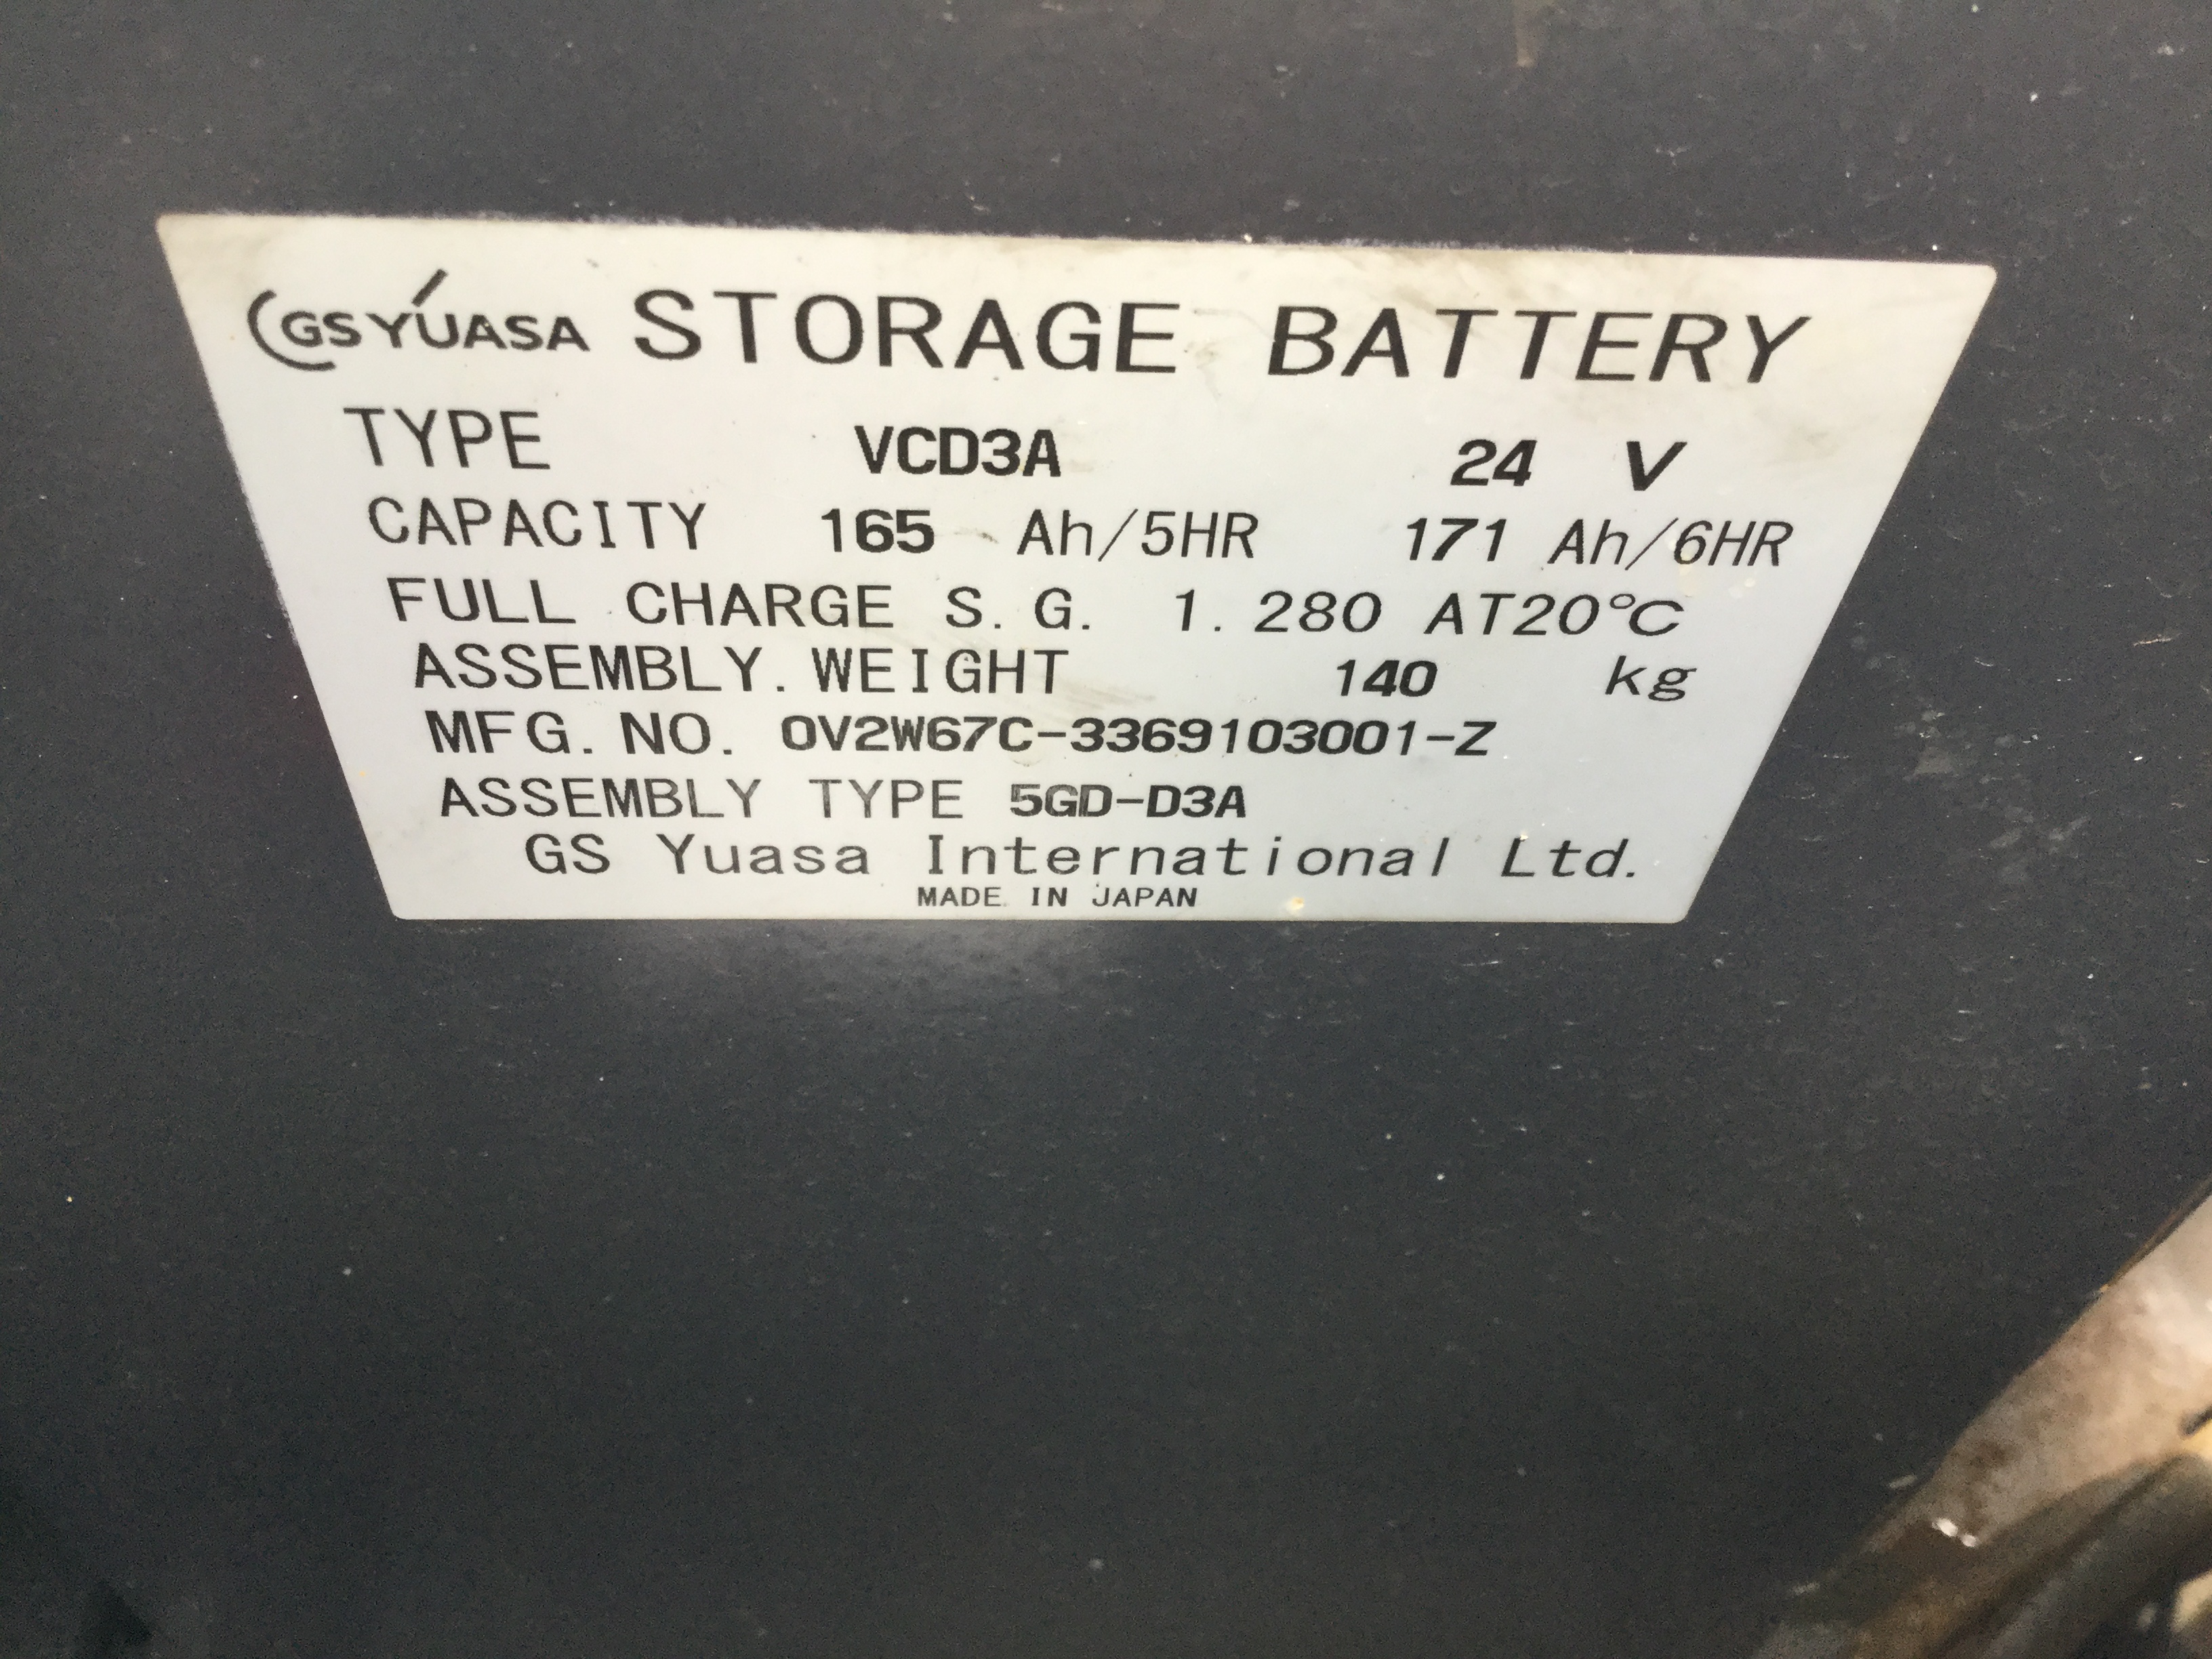 GS YUASA STORAGE BATTERY
TYPE VCD3A 24 V
CAPACITY 165 Ah/5HR 171 Ah/6HR
FULL CHARGE S.G. 1.280 AT20℃
ASSEMBLY.WEIGHT 140 kg
MFG.NO. 0V2W67C-3369103001-Z
ASSEMBLY TYPE 5GD-D3A
GS Yuasa International Ltd.
MADE IN JAPAN